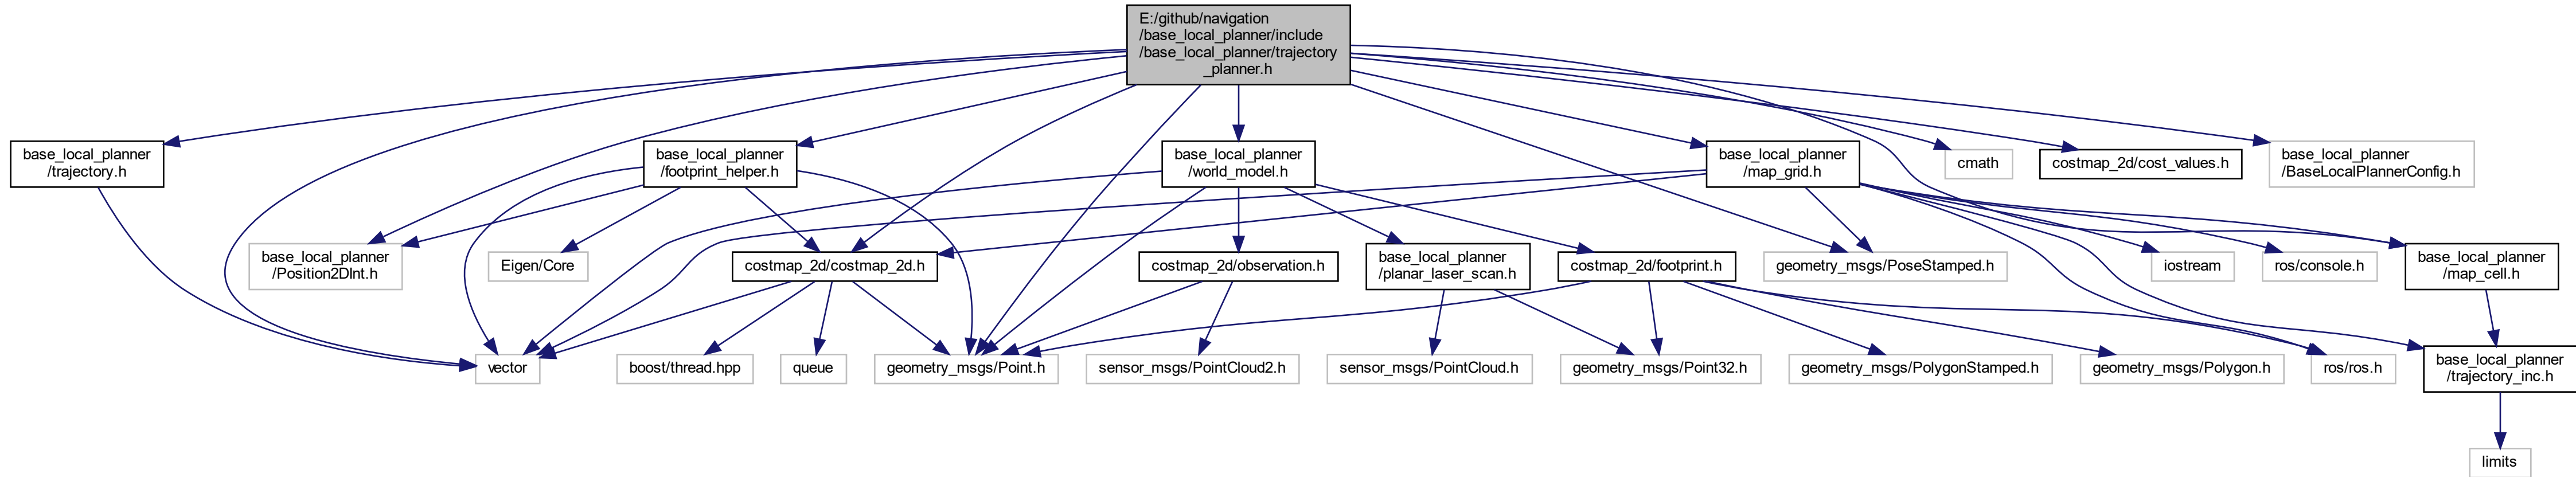 E:/github/navigation
/base_local_planner/include
/base_local_planner/trajectory
_planner.h
base_local_planner
/trajectory.h
base_local_planner
/footprint_helper.h
base_local_planner
/world_model.h
base_local_planner
/map_grid.h
cmath
costmap_2d/cost_values.h
base_local_planner
/BaseLocalPlannerConfig.h
base_local_planner
/Position2DInt.h
Eigen/Core
costmap_2d/costmap_2d.h
costmap_2d/observation.h
base_local_planner
/planar_laser_scan.h
costmap_2d/footprint.h
geometry_msgs/PoseStamped.h
iostream
ros/console.h
base_local_planner
/map_cell.h
vector
boost/thread.hpp
queue
geometry_msgs/Point.h
sensor_msgs/PointCloud2.h
sensor_msgs/PointCloud.h
geometry_msgs/Point32.h
geometry_msgs/PolygonStamped.h
geometry_msgs/Polygon.h
ros/ros.h
base_local_planner
/trajectory_inc.h
limits